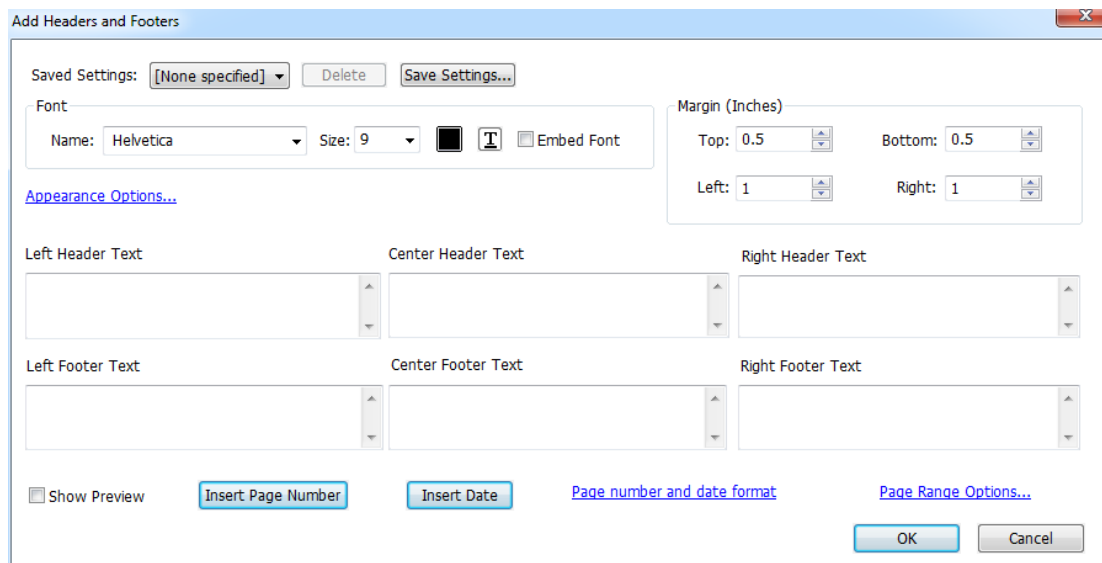 Add Headers and Footers
X
Saved Settings: [None specified] Delete Save Settings...
Font
Name: Helvetica Size: 9 T Embed Font
Margin (Inches)
Top: 0.5 Bottom: 0.5
Left: 1 Right: 1
Appearance Options...
Left Header Text Center Header Text Right Header Text
Left Footer Text Center Footer Text Right Footer Text
Show Preview Insert Page Number Insert Date Page number and date format Page Range Options...
OK Cancel